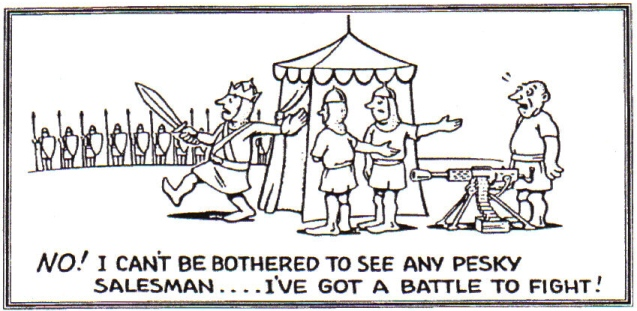 NO! I CAN'T BE BOTHERED TO SEE ANY PESKY
SALESMAN....I'VE GOT A BATTLE TO FIGHT!